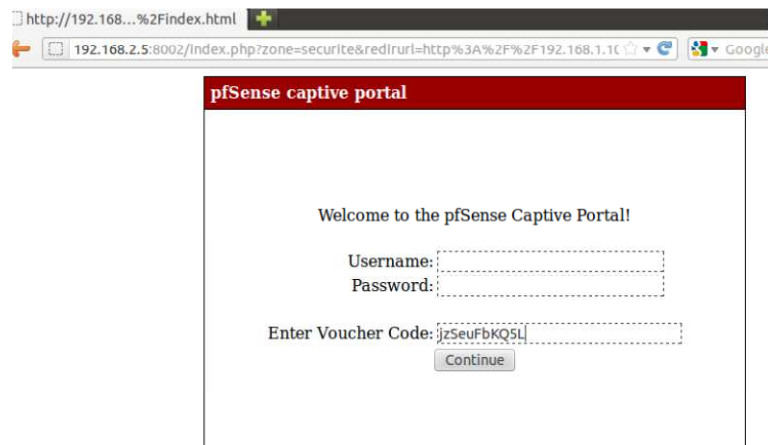 http://192.168...%2Findex.html
192.168.2.5:8002/index.php?zone=securite&redirurl=http%3A%2F%2F192.168.1.1(
Google
pfSense captive portal
Welcome to the pfSense Captive Portal!
Username:
Password:
Enter Voucher Code: jzSeuFbKQ5L
Continue